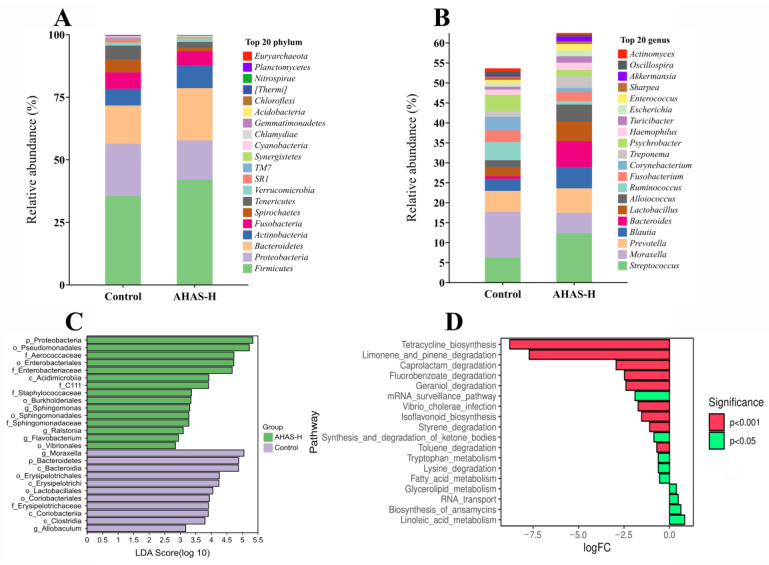 A
Relative abundance (%)
100
75
50
25
0
Control
AHAS-H
Top 20 phylum
Euryarchaeota
Planctomycetes
Nitrospirae
[Thermi]
Chloroflexi
Acidobacteria
Gemmatimonadetes
Chlamydiae
Cyanobacteria
Synergistetes
TM7
SR1
Verrucomicrobia
Tenericutes
Spirochaetes
Fusobacteria
Actinobacteria
Bacteroidetes
Proteobacteria
Firmicutes
B
Relative abundance (%)
60
55
50
45
40
35
30
25
20
15
10
5
0
Control
AHAS-H
Top 20 genus
Actinomyces
Oscillospira
Akkermansia
Sharpea
Enterococcus
Escherichia
Turicibacter
Haemophilus
Psychrobacter
Treponema
Corynebacterium
Fusobacterium
Ruminococcus
Alloiococcus
Lactobacillus
Bacteroides
Blautia
Prevotella
Moraxella
Streptococcus
C
p_Proteobacteria
o_Pseudomonadales
f_Aerococcaceae
o_Enterobacteriales
f_Enterobacteriaceae
c_Acidimicrobiia
f_C111
f_Staphylococcaceae
o_Burkholderiales
g_Sphingomonas
o_Sphingomonadales
f_Sphingomonadaceae
g_Ralstonia
g_Flavobacterium
o_Vibrionales
g_Moraxella
p_Bacteroidetes
c_Bacteroidia
o_Erysipelotrichales
c_Erysipelotrichi
o_Lactobacillales
o_Coriobacteriales
f_Erysipelotrichaceae
c_Coriobacteriia
c_Clostridia
g_Allobaculum
0 0.5 1 1.5 2 2.5 3 3.5 4 4.5 5 5.5
LDA Score(log 10)
Group
AHAS-H
Control
D
Pathway
Tetracycline_biosynthesis
Limonene_and_pinene_degradation
Caprolactam_degradation
Fluorobenzoate_degradation
Geraniol_degradation
mRNA_surveillance_pathway
Vibrio_cholerae_infection
Isoflavonoid_biosynthesis
Styrene_degradation
Synthesis_and_degradation_of_ketone_bodies
Toluene_degradation
Tryptophan_metabolism
Lysine_degradation
Fatty_acid_metabolism
Glycerolipid_metabolism
RNA_transport
Biosynthesis_of_ansamycins
Linoleic_acid_metabolism
-7.5 -5.0 -2.5 0.0
logFC
Significance
p<0.001
p<0.05